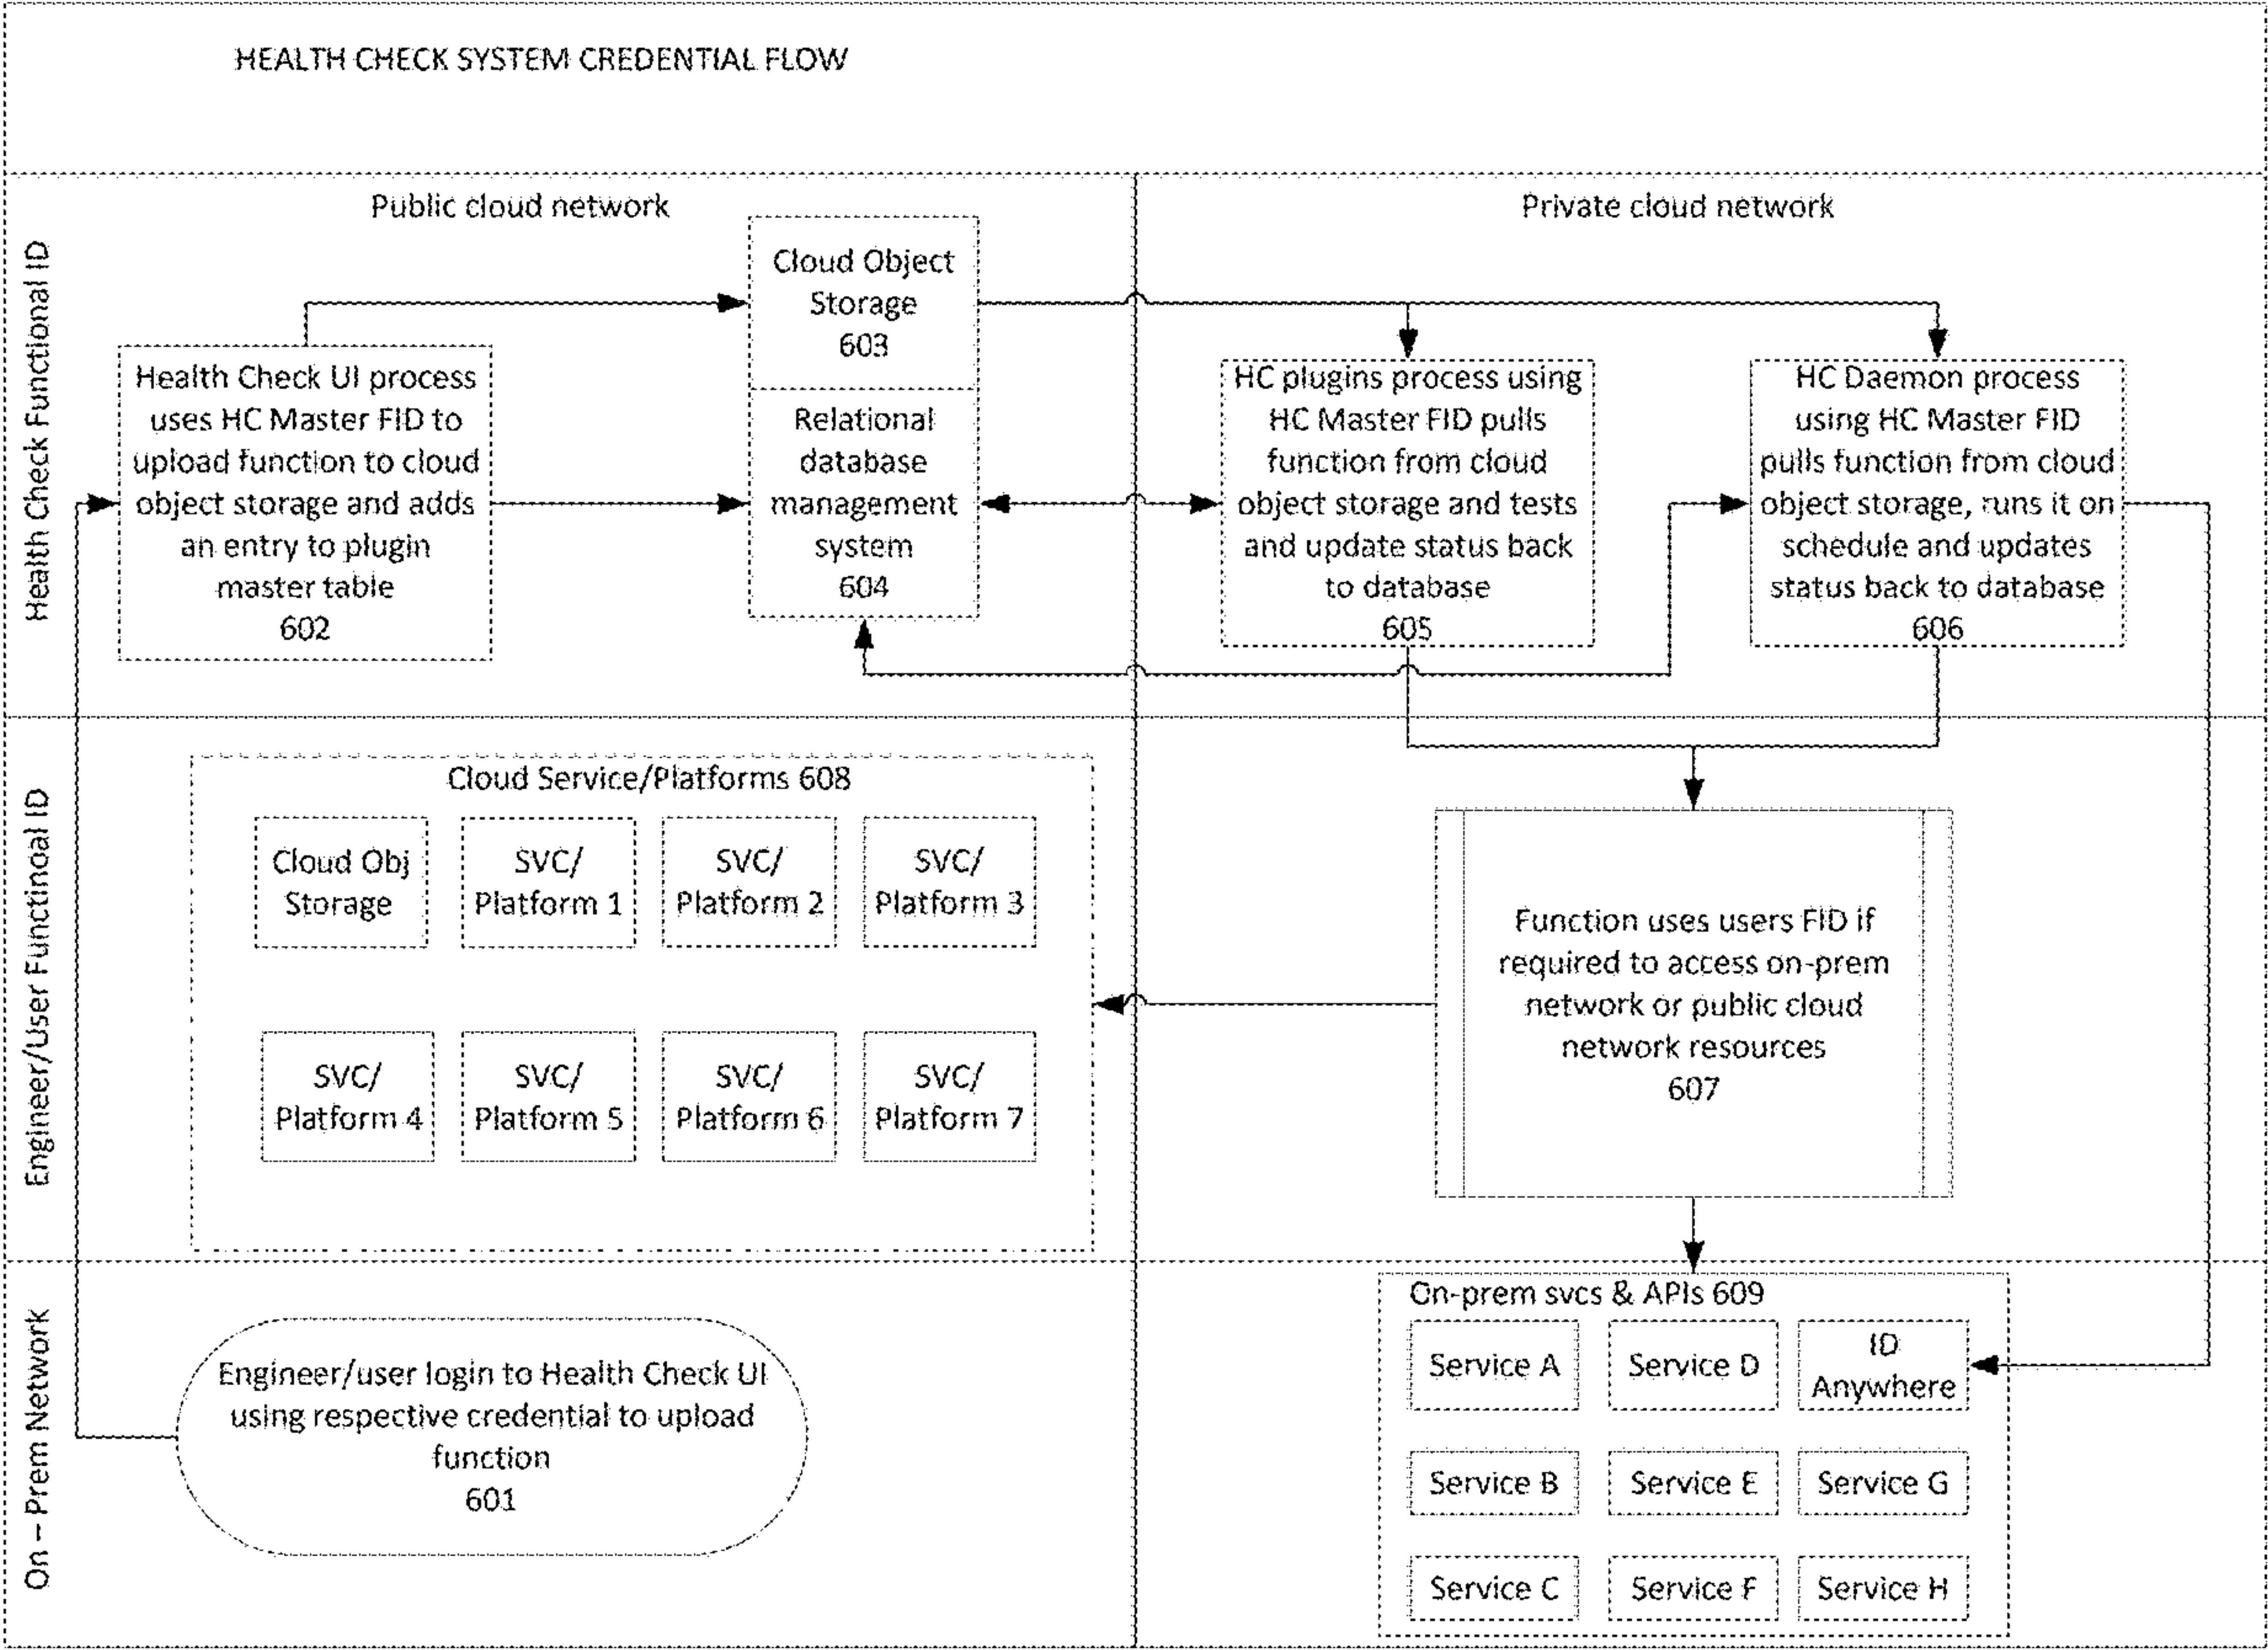 HEALTH CHECK SYSTEM CREDENTIAL FLOW
Public cloud network
Private cloud network
Health Check Functional ID
Cloud Object
Storage
603
Health Check UI process
uses HC Master FID to
upload function to cloud
object storage and adds
an entry to plugin
master table
602
Relational
database
management
system
604
HC plugins process using
HC Master FID pulls
function from cloud
object storage and tests
and update status back
to database
605
HC Daemon process
using HC Master FID
pulls function from cloud
object storage, runs it on
schedule and updates
status back to database
606
Engineer/User Functinoal ID
Cloud Service/Platforms 608
Cloud Obj
Storage
SVC/
Platform 1
SVC/
Platform 2
SVC/
Platform 3
SVC/
Platform 4
SVC/
Platform 5
SVC/
Platform 6
SVC/
Platform 7
Function uses users FID if
required to access on-prem
network or public cloud
network resources
607
On – Prem Network
Engineer/user login to Health Check UI
using respective credential to upload
function
601
On-prem svcs & APIs 609
Service A
Service D
ID
Anywhere
Service B
Service E
Service G
Service C
Service F
Service H